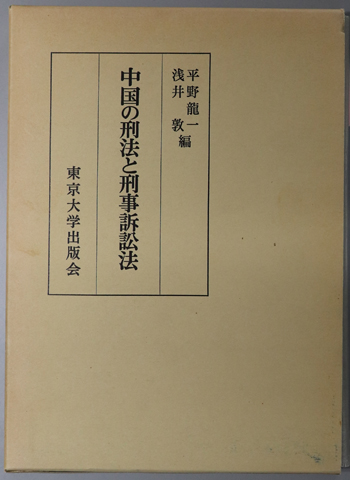 平野龍一
浅井敦編
中国の刑法と刑事訴訟法
東京大学出版会